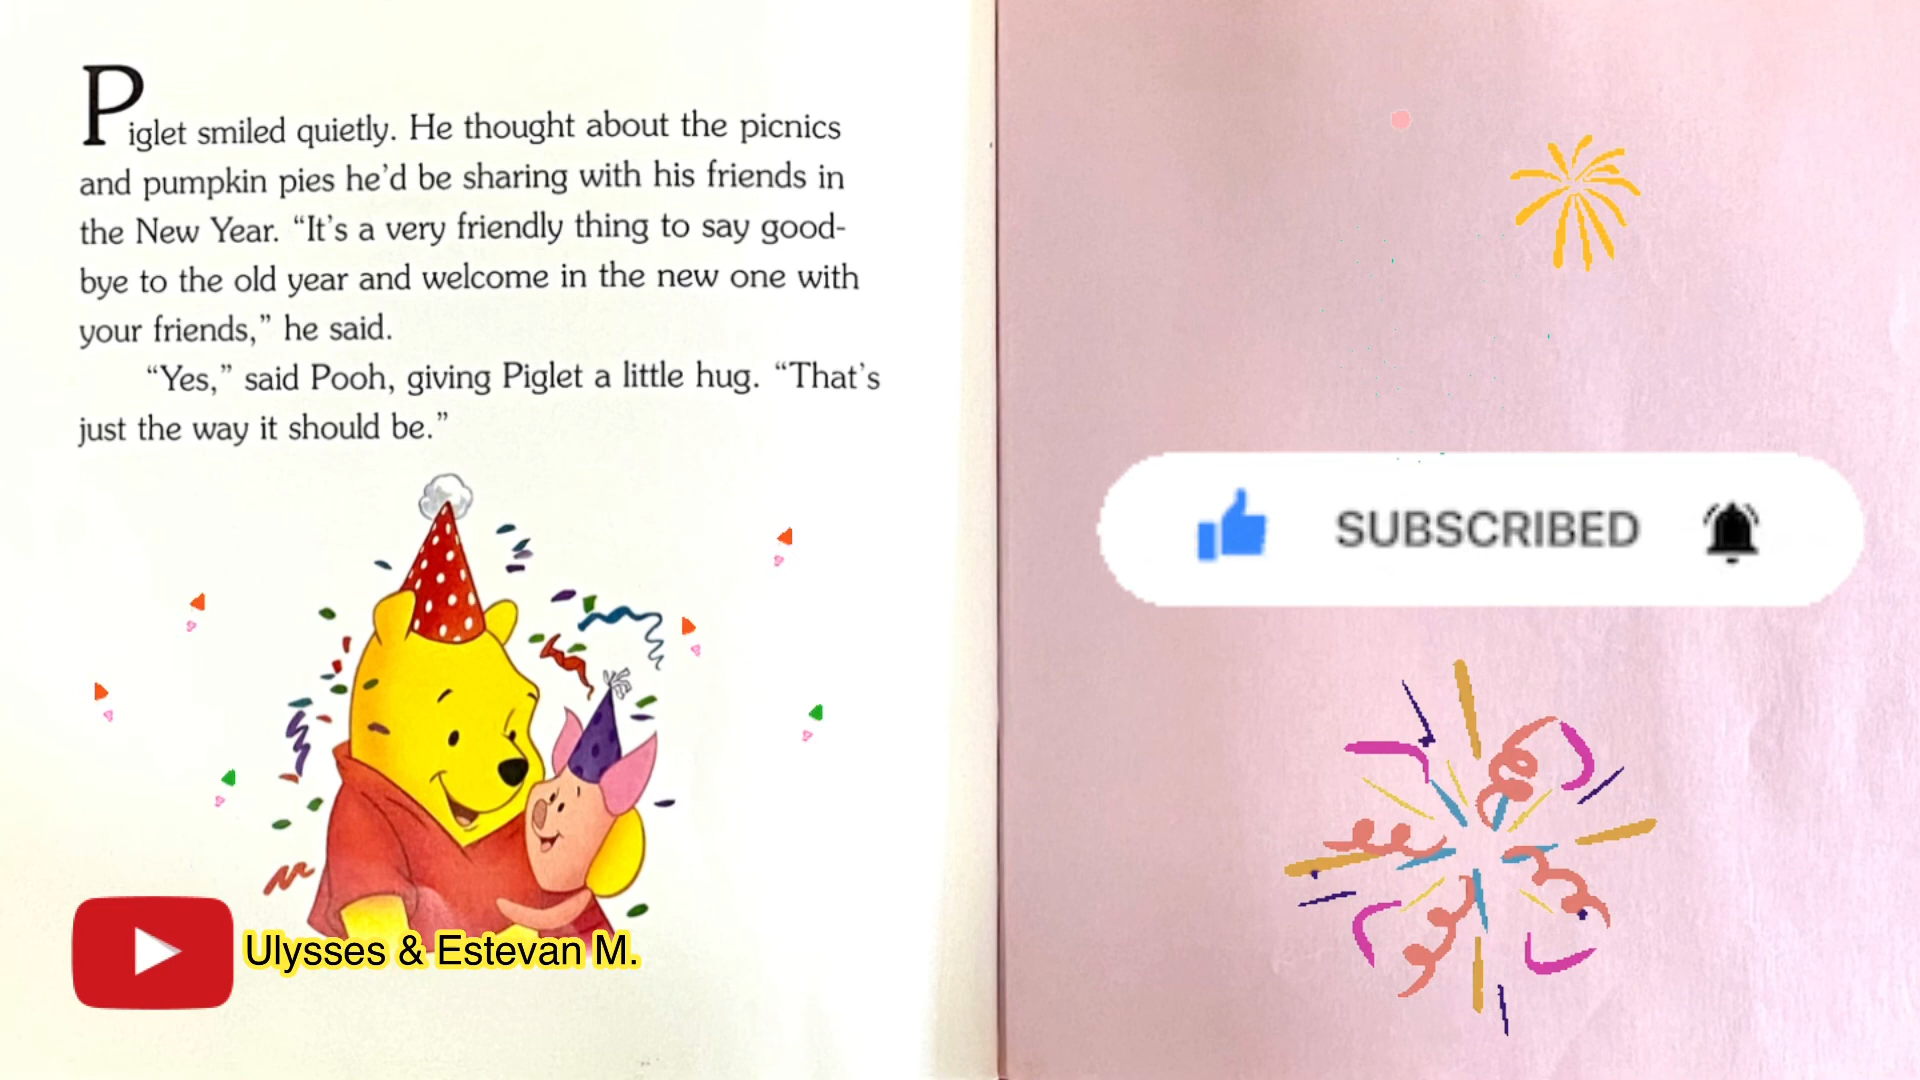 Piglet smiled quietly. He thought about the picnics
and pumpkin pies he’d be sharing with his friends in
the New Year. “It’s a very friendly thing to say good-
bye to the old year and welcome in the new one with
your friends,” he said.
“Yes,” said Pooh, giving Piglet a little hug. “That’s
just the way it should be.”
SUBSCRIBED
Ulysses & Estevan M.